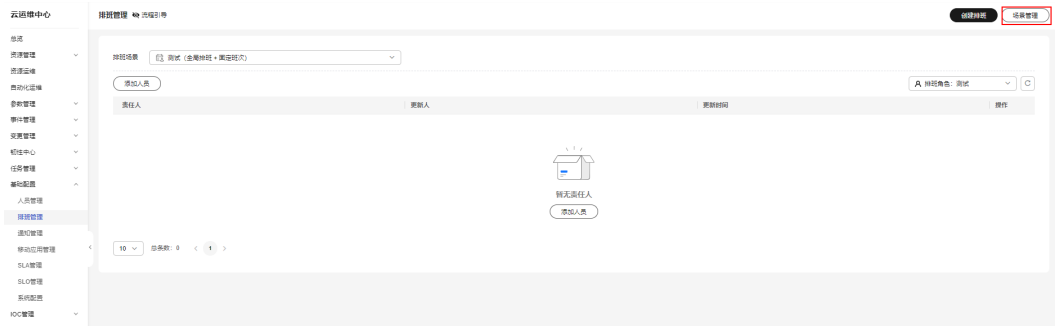 云运维中心
总览
资源管理
资源运维
自动化运维
参数管理
事件管理
变更管理
韧性中心
任务管理
基础配置
人员管理
排班管理
通知管理
移动应用管理
SLA管理
SLO管理
系统配置
IOC管理
排班管理 流程引导
创建排班 场景管理
排班场景 测试（全局排班+固定班次）
添加人员 排班角色：测试
责任人 更新人 更新时间 操作
暂无责任人
添加人员
10 总条数：0 1